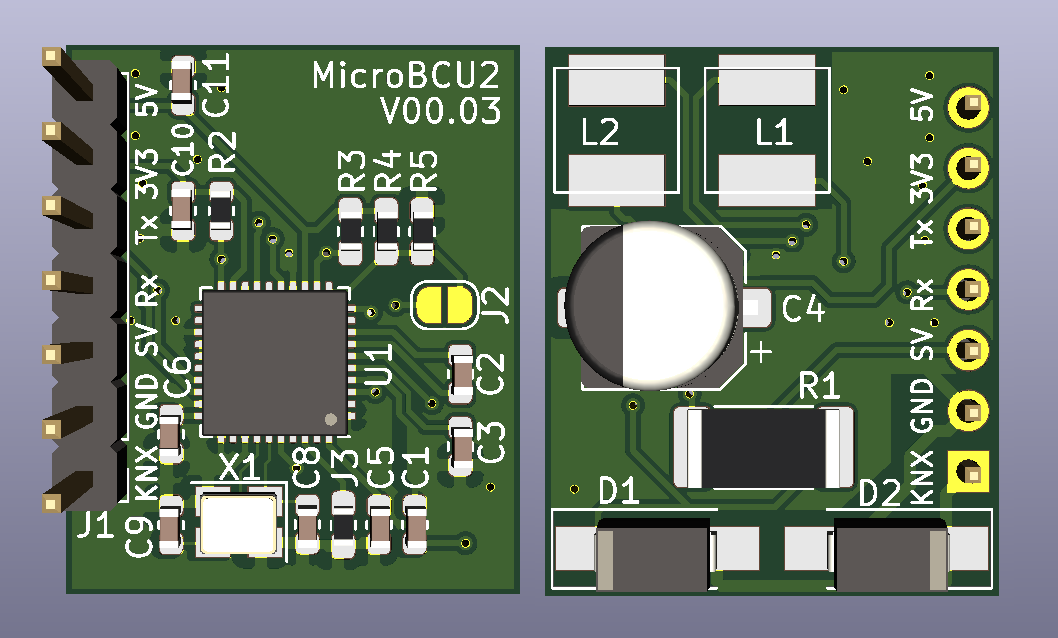 MicroBCU2
V00.03
C11
5V
C10
R2
3V3
R3
R4
R5
Tx
Rx
J2
SV
U1
C6
C2
GND
C3
KNX
X1
C8
J3
C5
C1
J1
C9
L2
L1
5V
3V3
Tx
Rx
C4
+
SV
R1
GND
KNX
D1
D2